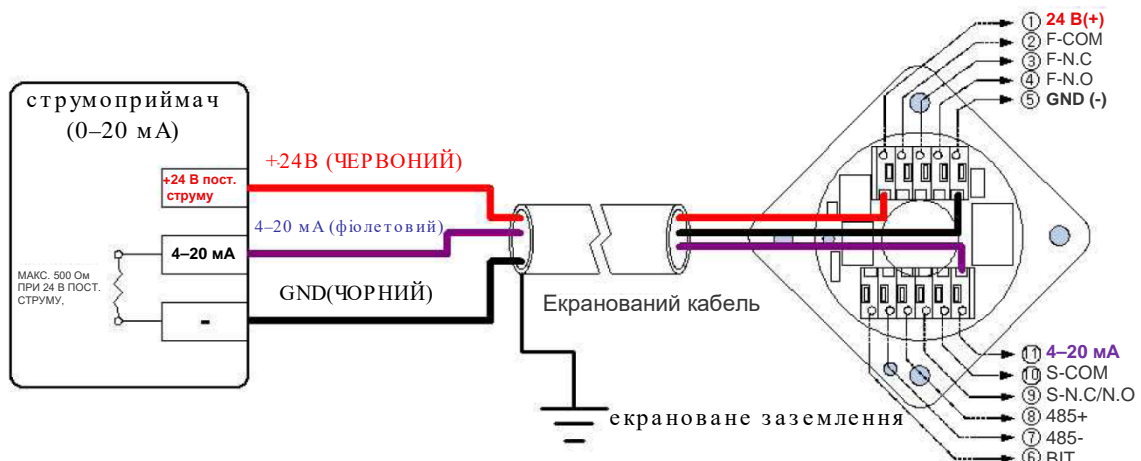 струмоприймач
(0–20 мА)
+24 В пост.
струму
4–20 мА
МАКС. 500 Ом
ПРИ 24 В ПОСТ.
СТРУМУ,
-
+24В (ЧЕРВОНИЙ)
4–20 мА (фіолетовий)
GND(ЧОРНИЙ)
Екранований кабель
екрановане заземлення
① 24 В(+)
② F-COM
③ F-N.C
④ F-N.O
⑤ GND (-)
⑪ 4–20 мА
⑩ S-COM
⑨ S-N.C/N.O
⑧ 485+
⑦ 485-
⑥ BIT